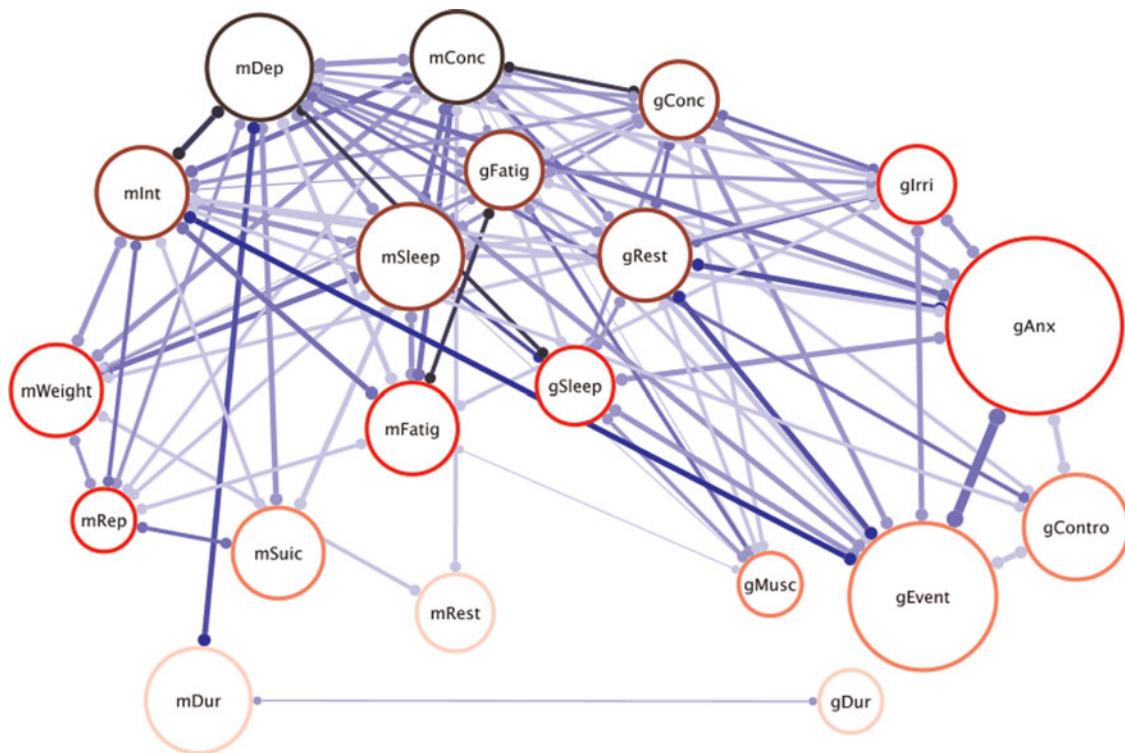 mDep
mConc
gConc
gFatig
gIrri
mInt
mSleep
gRest
gAnx
mWeight
gSleep
mFatig
mRep
mSuic
gContro
gMusc
gEvent
mRest
mDur
gDur